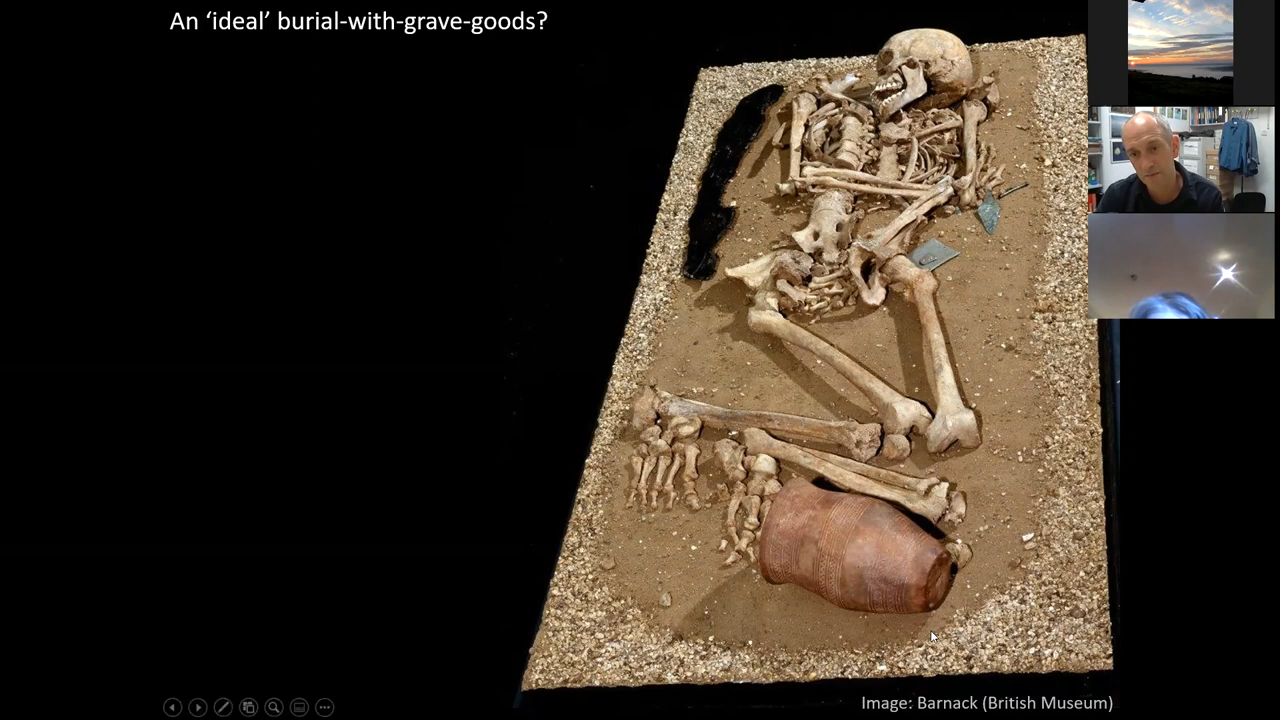 An ‘ideal’ burial-with-grave-goods?
Image: Barnack (British Museum)